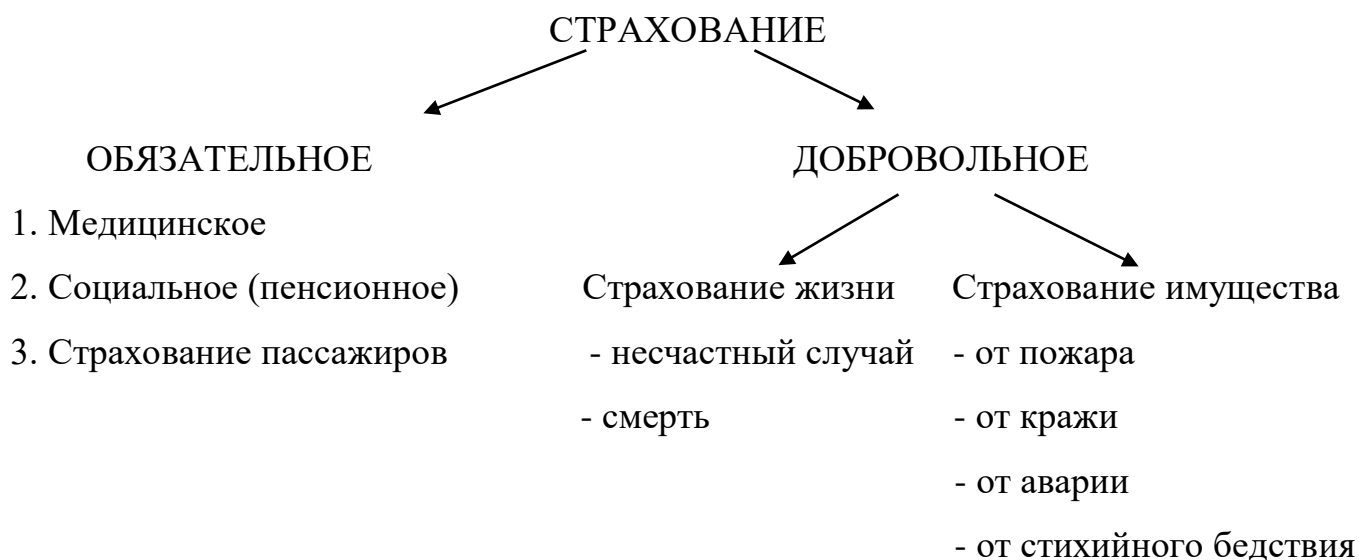 СТРАХОВАНИЕ
ОБЯЗАТЕЛЬНОЕ
1. Медицинское
2. Социальное (пенсионное)
3. Страхование пассажиров
ДОБРОВОЛЬНОЕ
Страхование жизни
- несчастный случай
- смерть
Страхование имущества
- от пожара
- от кражи
- от аварии
- от стихийного бедствия